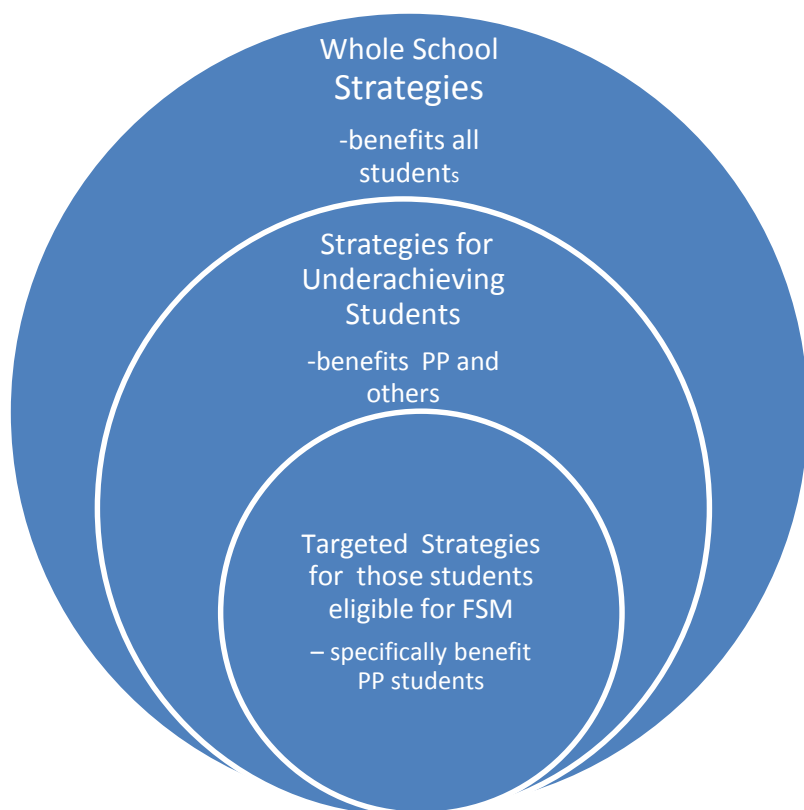 Whole School
Strategies
-benefits all
students
Strategies for
Underachieving
Students
-benefits PP and
others
Targeted Strategies
for those students
eligible for FSM
– specifically benefit
PP students